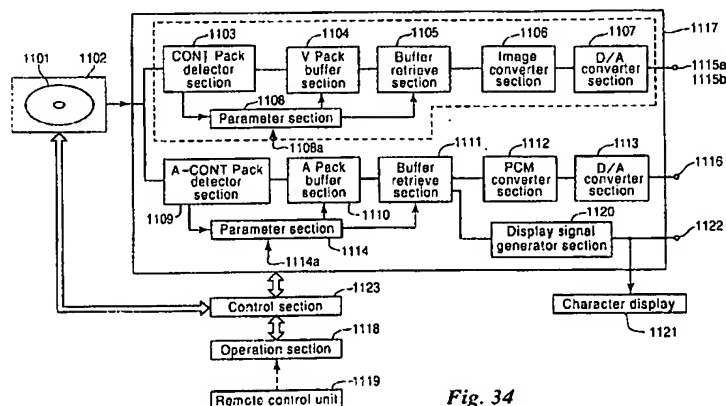 1101
1102
1103
1104
1105
1106
1107
1117
CONT Pack
detector
section
V Pack
buffer
section
Buffer
retrieve
section
Image
converter
section
D/A
converter
section
1115a
1115b
1108
Parameter section
1108a
1111
1112
1113
A-CONT Pack
detector
section
A Pack
buffer
section
Buffer
retrieve
section
PCM
converter
section
D/A
converter
section
1116
1109
1110
1120
Parameter section
1114
Display signal
generator section
1122
1114a
1123
Control section
Character display
1118
1121
Operation section
1119
Remote control unit
Fig. 34